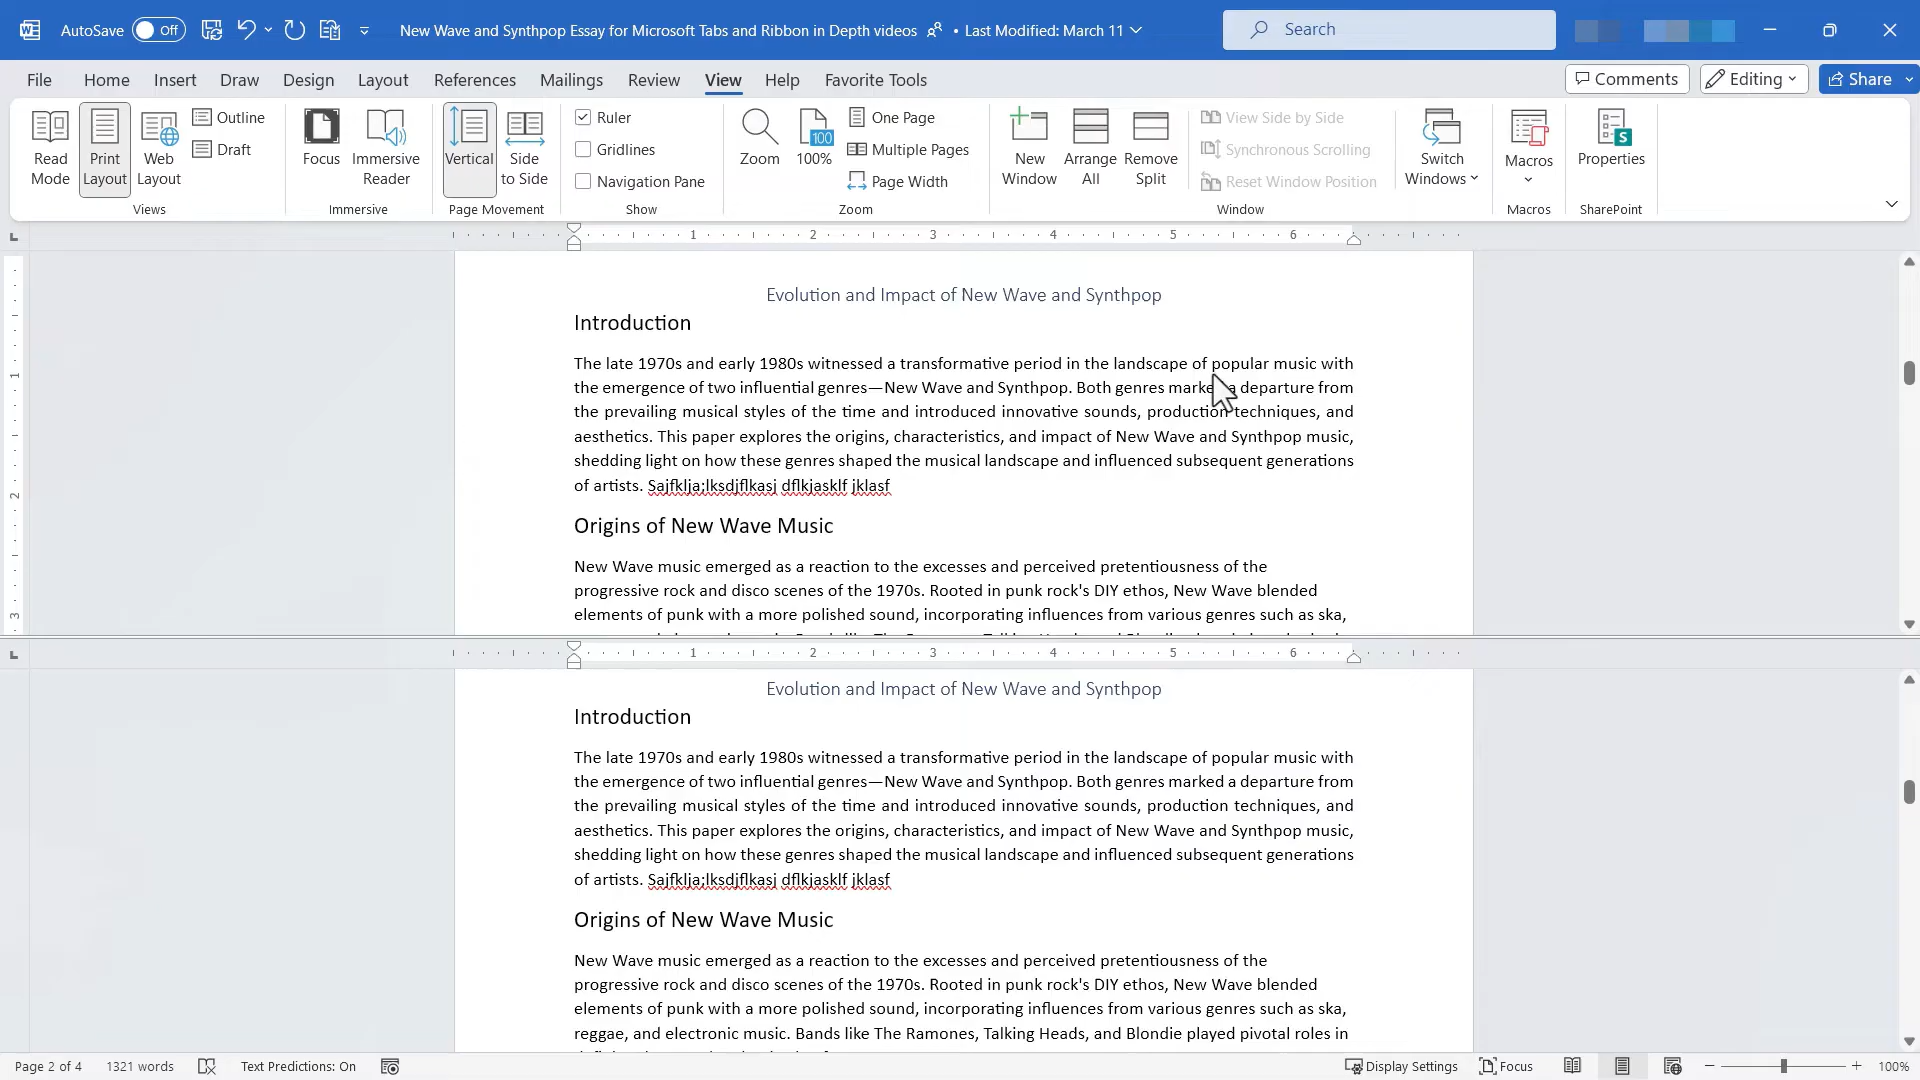 AutoSave Off New Wave and Synthpop Essay for Microsoft Tabs and Ribbon in Depth videos • Last Modified: March 11 Search
File Home Insert Draw Design Layout References Mailings Review View Help Favorite Tools Comments Editing Share
Read Mode
Print Layout
Web Layout
Outline
Draft
Views
Focus
Immersive Reader
Immersive
Vertical
Side to Side
Page Movement
Ruler
Gridlines
Navigation Pane
Show
Zoom
100
100%
One Page
Multiple Pages
Page Width
Zoom
New Window
Arrange All
Remove Split
View Side by Side
Synchronous Scrolling
Reset Window Position
Switch Windows
Window
Macros
Macros
S
Properties
SharePoint
1 2 3 4 5 6
1
2
3
Evolution and Impact of New Wave and Synthpop
Introduction
The late 1970s and early 1980s witnessed a transformative period in the landscape of popular music with
the emergence of two influential genres—New Wave and Synthpop. Both genres marked a departure from
the prevailing musical styles of the time and introduced innovative sounds, production techniques, and
aesthetics. This paper explores the origins, characteristics, and impact of New Wave and Synthpop music,
shedding light on how these genres shaped the musical landscape and influenced subsequent generations
of artists. Sajfklja;lksdjflkasj dflkjasklf jklasf
Origins of New Wave Music
New Wave music emerged as a reaction to the excesses and perceived pretentiousness of the
progressive rock and disco scenes of the 1970s. Rooted in punk rock's DIY ethos, New Wave blended
elements of punk with a more polished sound, incorporating influences from various genres such as ska,
1 2 3 4 5 6
Evolution and Impact of New Wave and Synthpop
Introduction
The late 1970s and early 1980s witnessed a transformative period in the landscape of popular music with
the emergence of two influential genres—New Wave and Synthpop. Both genres marked a departure from
the prevailing musical styles of the time and introduced innovative sounds, production techniques, and
aesthetics. This paper explores the origins, characteristics, and impact of New Wave and Synthpop music,
shedding light on how these genres shaped the musical landscape and influenced subsequent generations
of artists. Sajfklja;lksdjflkasj dflkjasklf jklasf
Origins of New Wave Music
New Wave music emerged as a reaction to the excesses and perceived pretentiousness of the
progressive rock and disco scenes of the 1970s. Rooted in punk rock's DIY ethos, New Wave blended
elements of punk with a more polished sound, incorporating influences from various genres such as ska,
reggae, and electronic music. Bands like The Ramones, Talking Heads, and Blondie played pivotal roles in
Page 2 of 4 1321 words Text Predictions: On Display Settings Focus 100%